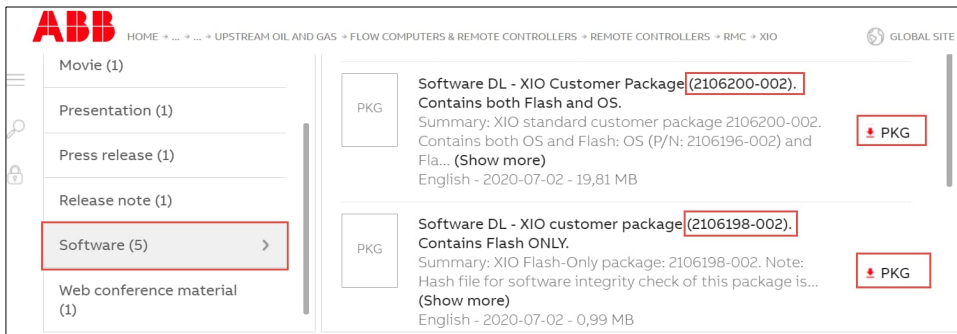 ABB
HOME → ... → ... → UPSTREAM OIL AND GAS → FLOW COMPUTERS & REMOTE CONTROLLERS → REMOTE CONTROLLERS → RMC → XIO
GLOBAL SITE
Movie (1)
Presentation (1)
Press release (1)
Release note (1)
Software (5) >
Web conference material
(1)
PKG
Software DL - XIO Customer Package (2106200-002).
Contains both Flash and OS.
Summary: XIO standard customer package 2106200-002.
Contains both OS and Flash: OS (P/N: 2106196-002) and
Fla... (Show more)
English - 2020-07-02 - 19,81 MB
PKG
PKG
Software DL - XIO customer package (2106198-002).
Contains Flash ONLY.
Summary: XIO Flash-Only package: 2106198-002. Note:
Hash file for software integrity check of this package is...
(Show more)
English - 2020-07-02 - 0,99 MB
PKG